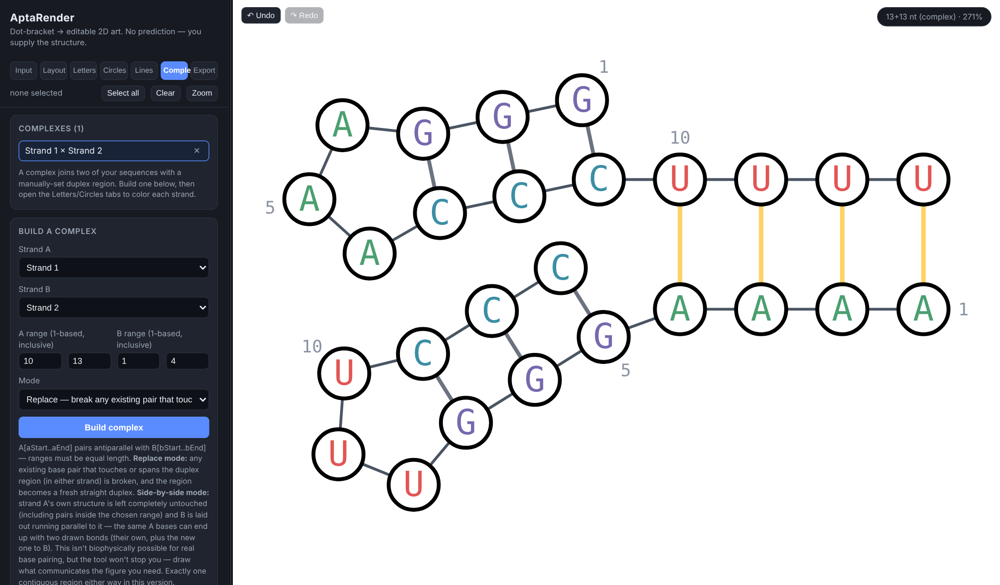 AptaRender
Dot-bracket → editable 2D art. No prediction — you
supply the structure.
Input
Layout
Letters
Circles
Lines
Comple
Export
none selected
Select all
Clear
Zoom
COMPLEXES (1)
Strand 1 × Strand 2
×
A complex joins two of your sequences with a
manually-set duplex region. Build one below, then
open the Letters/Circles tabs to color each strand.
BUILD A COMPLEX
Strand A
Strand 1
Strand B
Strand 2
A range (1-based,
inclusive)
B range (1-based,
inclusive)
10
13
1
4
Mode
Replace — break any existing pair that touc
Build complex
A[aStart..aEnd] pairs antiparallel with B[bStart..bEnd]
— ranges must be equal length. Replace mode: any
existing base pair that touches or spans the duplex
region (in either strand) is broken, and the region
becomes a fresh straight duplex. Side-by-side mode:
strand A's own structure is left completely untouched
(including pairs inside the chosen range) and B is laid
out running parallel to it — the same A bases can end
up with two drawn bonds (their own, plus the new
one to B). This isn't biophysically possible for real
base pairing, but the tool won't stop you — draw
what communicates the figure you need. Exactly one
contiguous region either way in this version.
↶ Undo
↷ Redo
13+13 nt (complex) · 271%
1
A G G G
10
A C C C U U U U
5
A
C
C
G A A A A 1
10
U C G G
5
U G
U